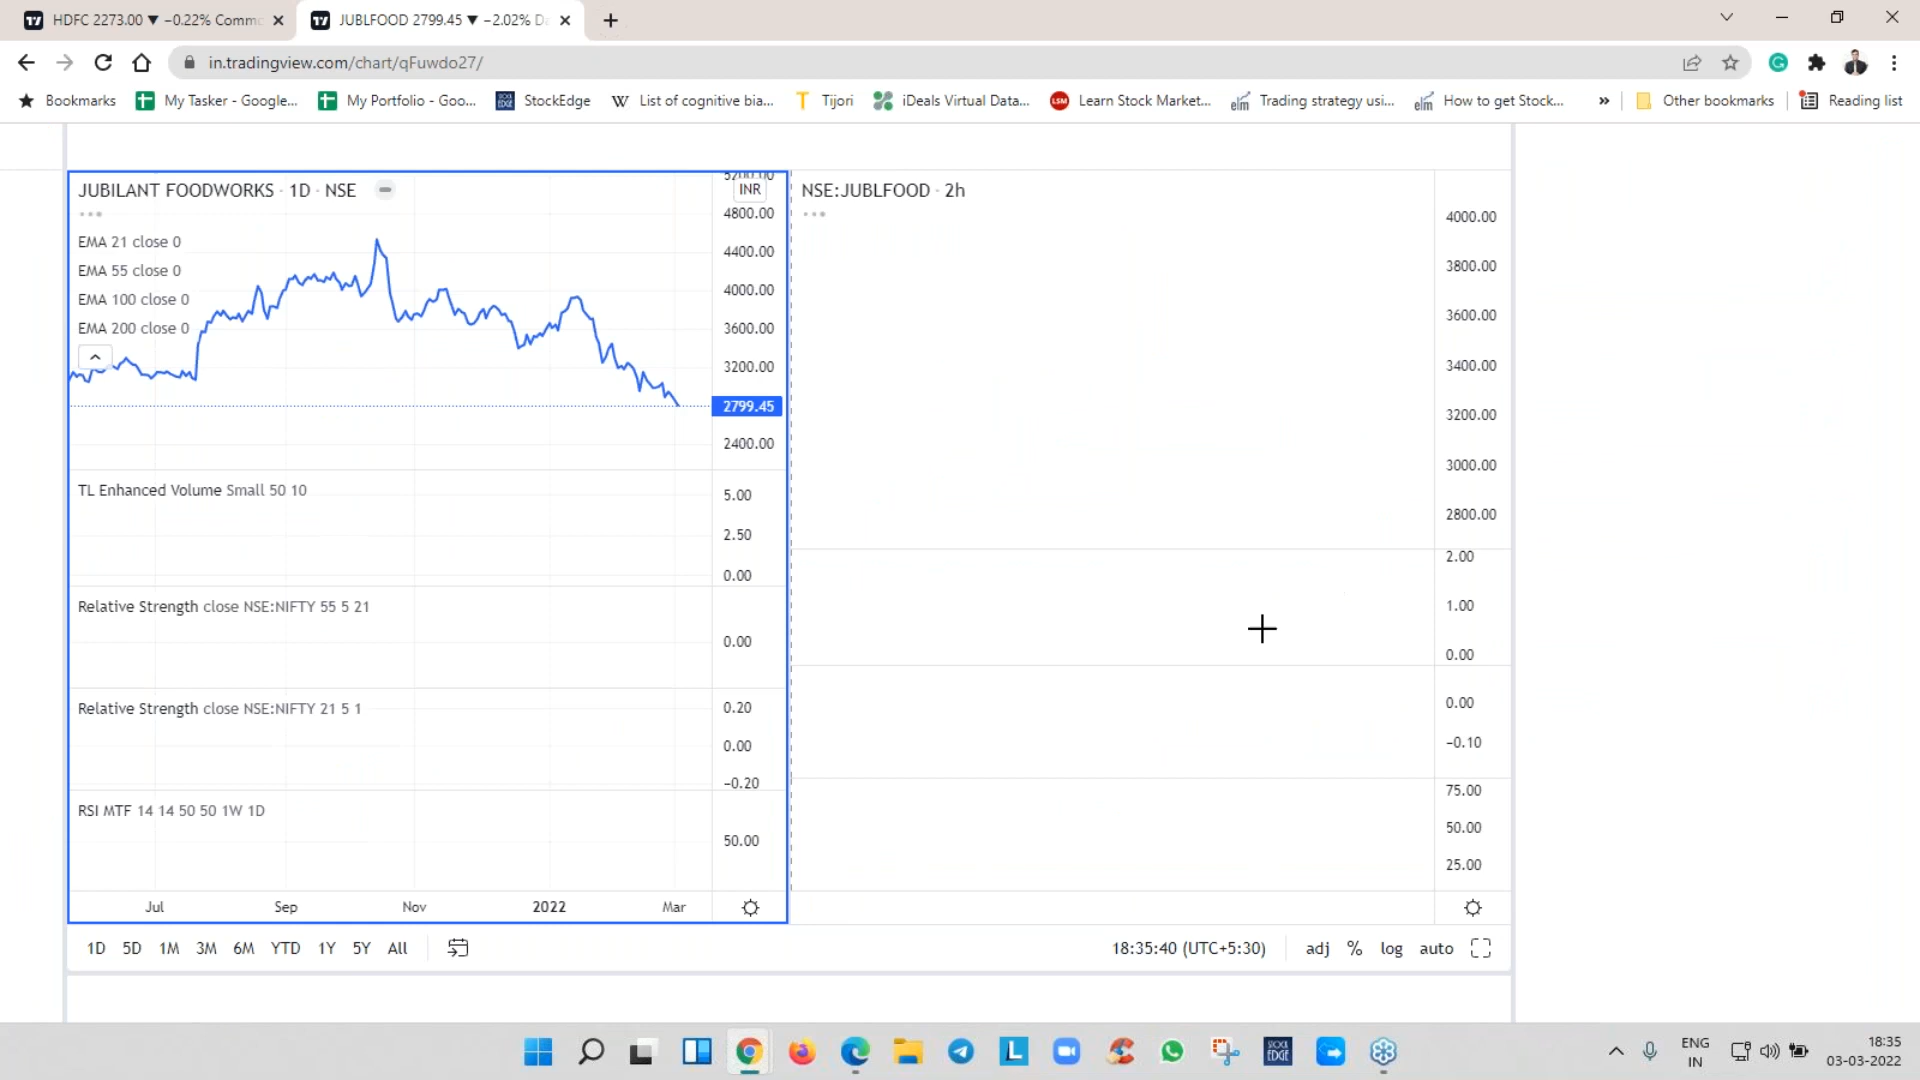 HDFC 2273.00 ▼ −0.22% Comm
JUBLFOOD 2799.45 ▼ −2.02% D
in.tradingview.com/chart/qFuwdo27/
Bookmarks
My Tasker - Google...
My Portfolio - Goo...
StockEdge
List of cognitive bia...
Tijori
iDeals Virtual Data...
Learn Stock Market...
Trading strategy usi...
How to get Stock...
»
Other bookmarks
Reading list
JUBILANT FOODWORKS · 1D · NSE
EMA 21 close 0
EMA 55 close 0
EMA 100 close 0
EMA 200 close 0
5200.00
INR
4800.00
4400.00
4000.00
3600.00
3200.00
2799.45
2400.00
TL Enhanced Volume Small 50 10
5.00
2.50
0.00
Relative Strength close NSE:NIFTY 55 5 21
0.00
Relative Strength close NSE:NIFTY 21 5 1
0.20
0.00
−0.20
RSI MTF 14 14 50 50 1W 1D
50.00
Jul Sep Nov 2022 Mar
NSE:JUBLFOOD · 2h
4000.00
3800.00
3600.00
3400.00
3200.00
3000.00
2800.00
2.00
1.00
0.00
0.00
−0.10
75.00
50.00
25.00
1D 5D 1M 3M 6M YTD 1Y 5Y All
18:35:40 (UTC+5:30)
adj % log auto
STOCK EDGE
ENG
IN
18:35
03-03-2022